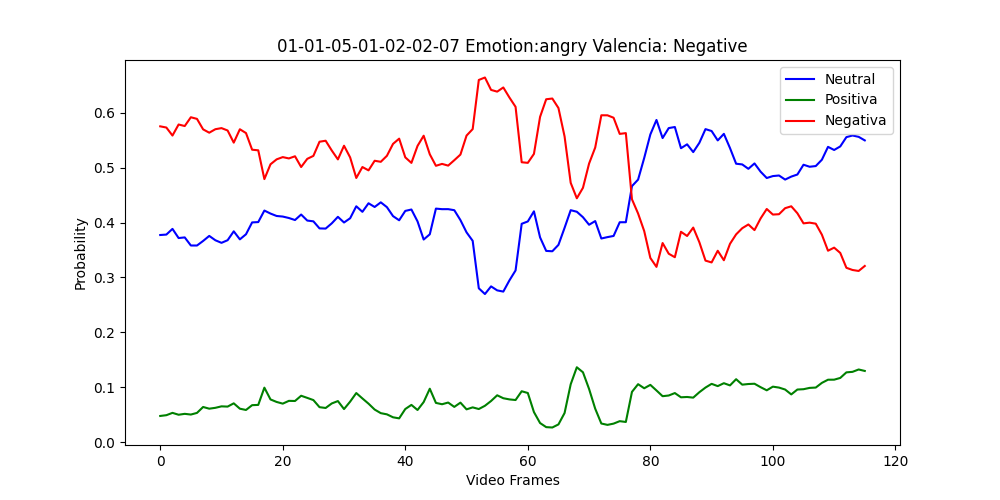 01-01-05-01-02-02-07 Emotion:angry Valencia: Negative
Neutral
Positiva
Negativa
Probability
0.6
0.5
0.4
0.3
0.2
0.1
0.0
0 20 40 60 80 100 120
Video Frames